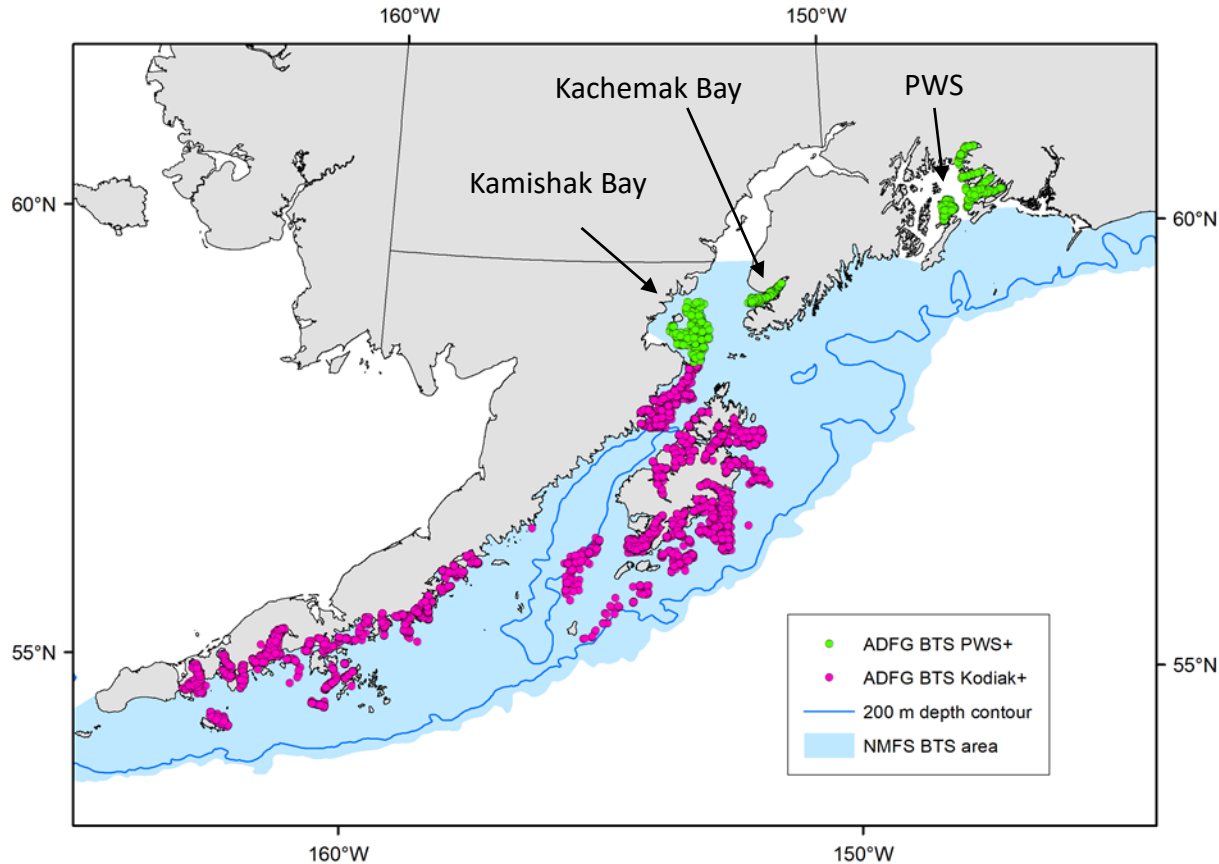 160°W
150°W
Kachemak Bay
PWS
Kamishak Bay
60°N
60°N
ADFG BTS PWS+
ADFG BTS Kodiak+
200 m depth contour
NMFS BTS area
55°N
55°N
160°W
150°W